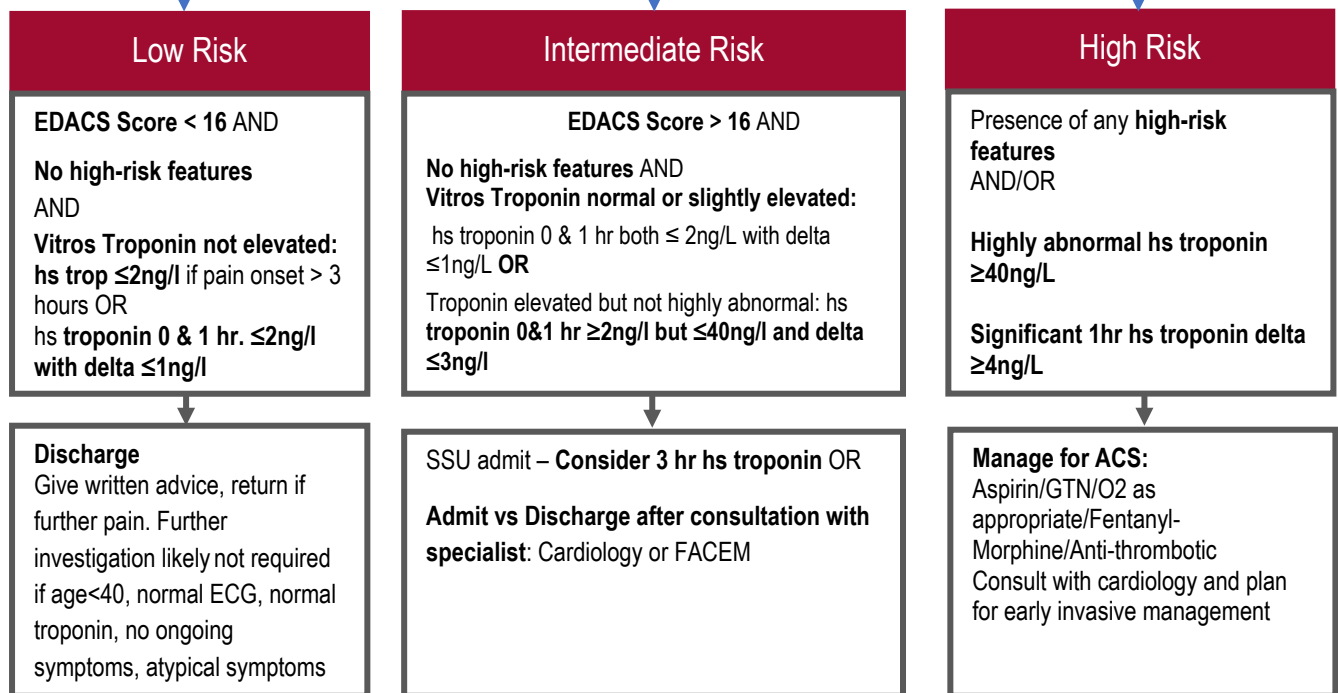 Low Risk
EDACS Score < 16 AND
No high-risk features
AND
Vitros Troponin not elevated:
hs trop ≤2ng/l if pain onset > 3
hours OR
hs troponin 0 & 1 hr. ≤2ng/l
with delta ≤1ng/l
Discharge
Give written advice, return if
further pain. Further
investigation likely not required
if age<40, normal ECG, normal
troponin, no ongoing
symptoms, atypical symptoms
Intermediate Risk
EDACS Score > 16 AND
No high-risk features AND
Vitros Troponin normal or slightly elevated:
hs troponin 0 & 1 hr both ≤ 2ng/L with delta
≤1ng/L OR
Troponin elevated but not highly abnormal: hs
troponin 0&1 hr ≥2ng/l but ≤40ng/l and delta
≤3ng/l
SSU admit – Consider 3 hr hs troponin OR
Admit vs Discharge after consultation with
specialist: Cardiology or FACEM
High Risk
Presence of any high-risk
features
AND/OR
Highly abnormal hs troponin
≥40ng/L
Significant 1hr hs troponin delta
≥4ng/L
Manage for ACS:
Aspirin/GTN/O2 as
appropriate/Fentanyl-
Morphine/Anti-thrombotic
Consult with cardiology and plan
for early invasive management